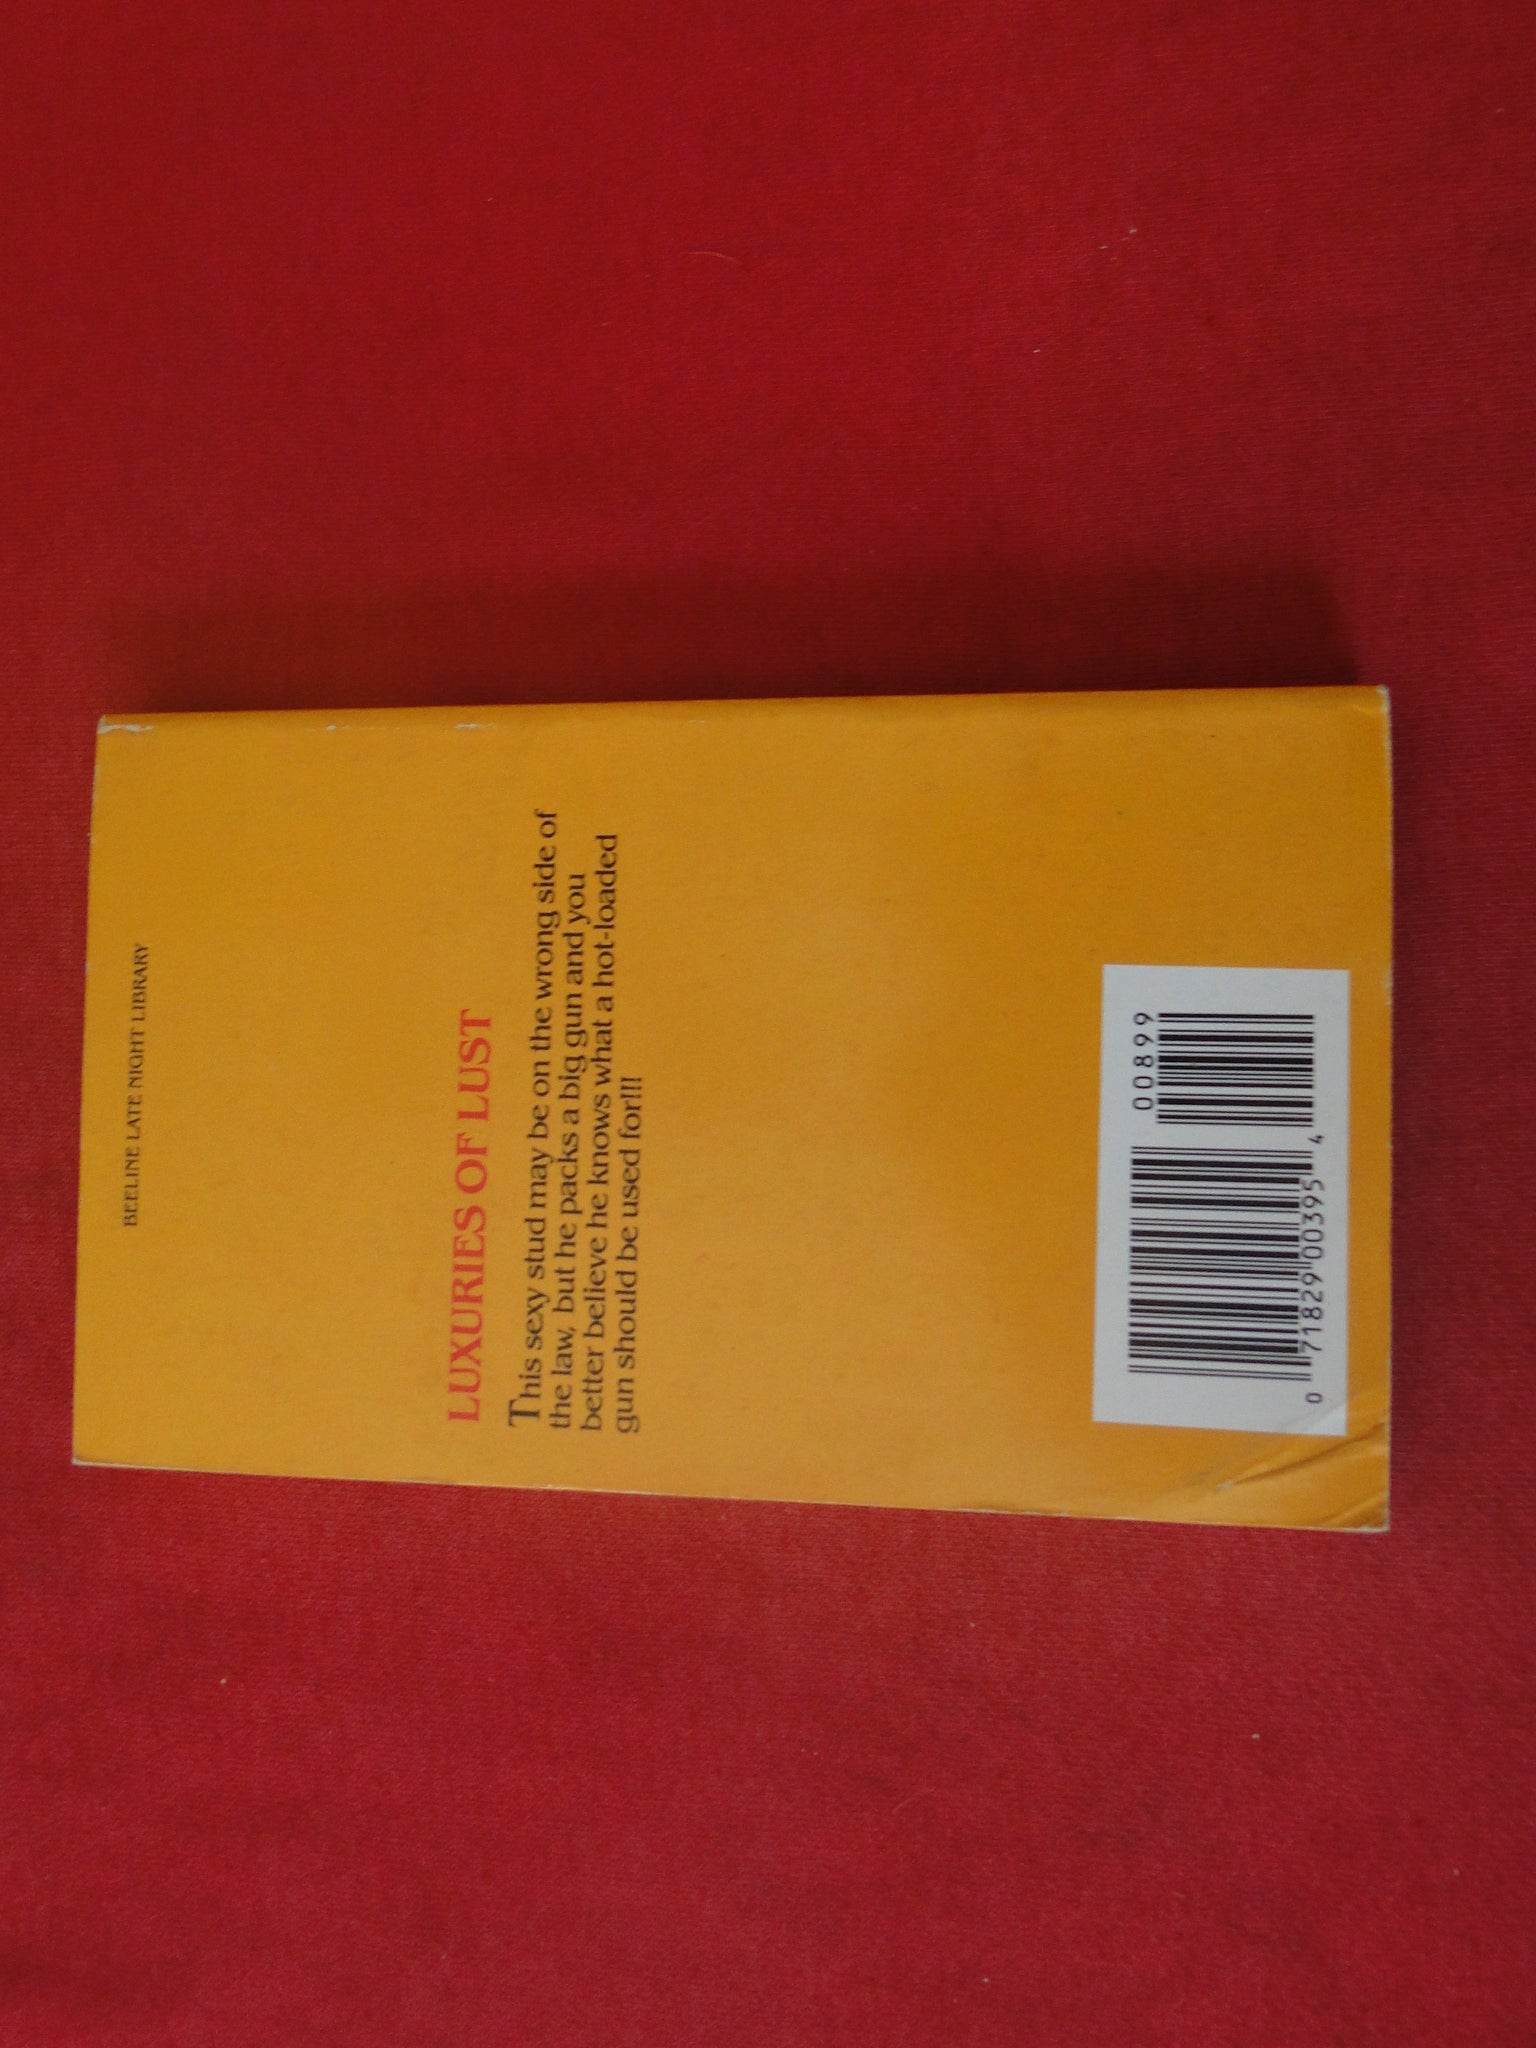 BEELINE LATE NIGHT LIBRARY
LUXURIES OF LUST
This sexy stud may be on the wrong side of
the law, but he packs a big gun and you
better believe he knows what a hot-loaded
gun should be used for!!!
00899
0 71829 00395 4